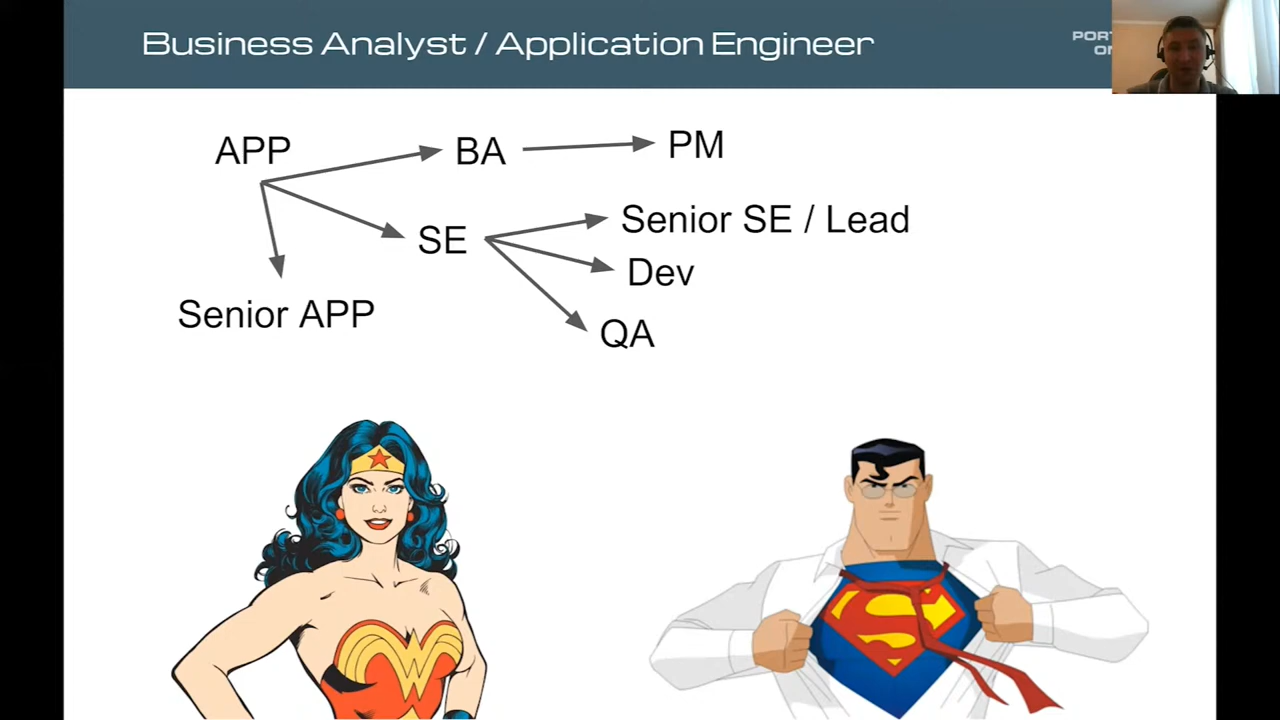 Business Analyst / Application Engineer
APP
BA
PM
Senior SE / Lead
SE
Dev
Senior APP
QA